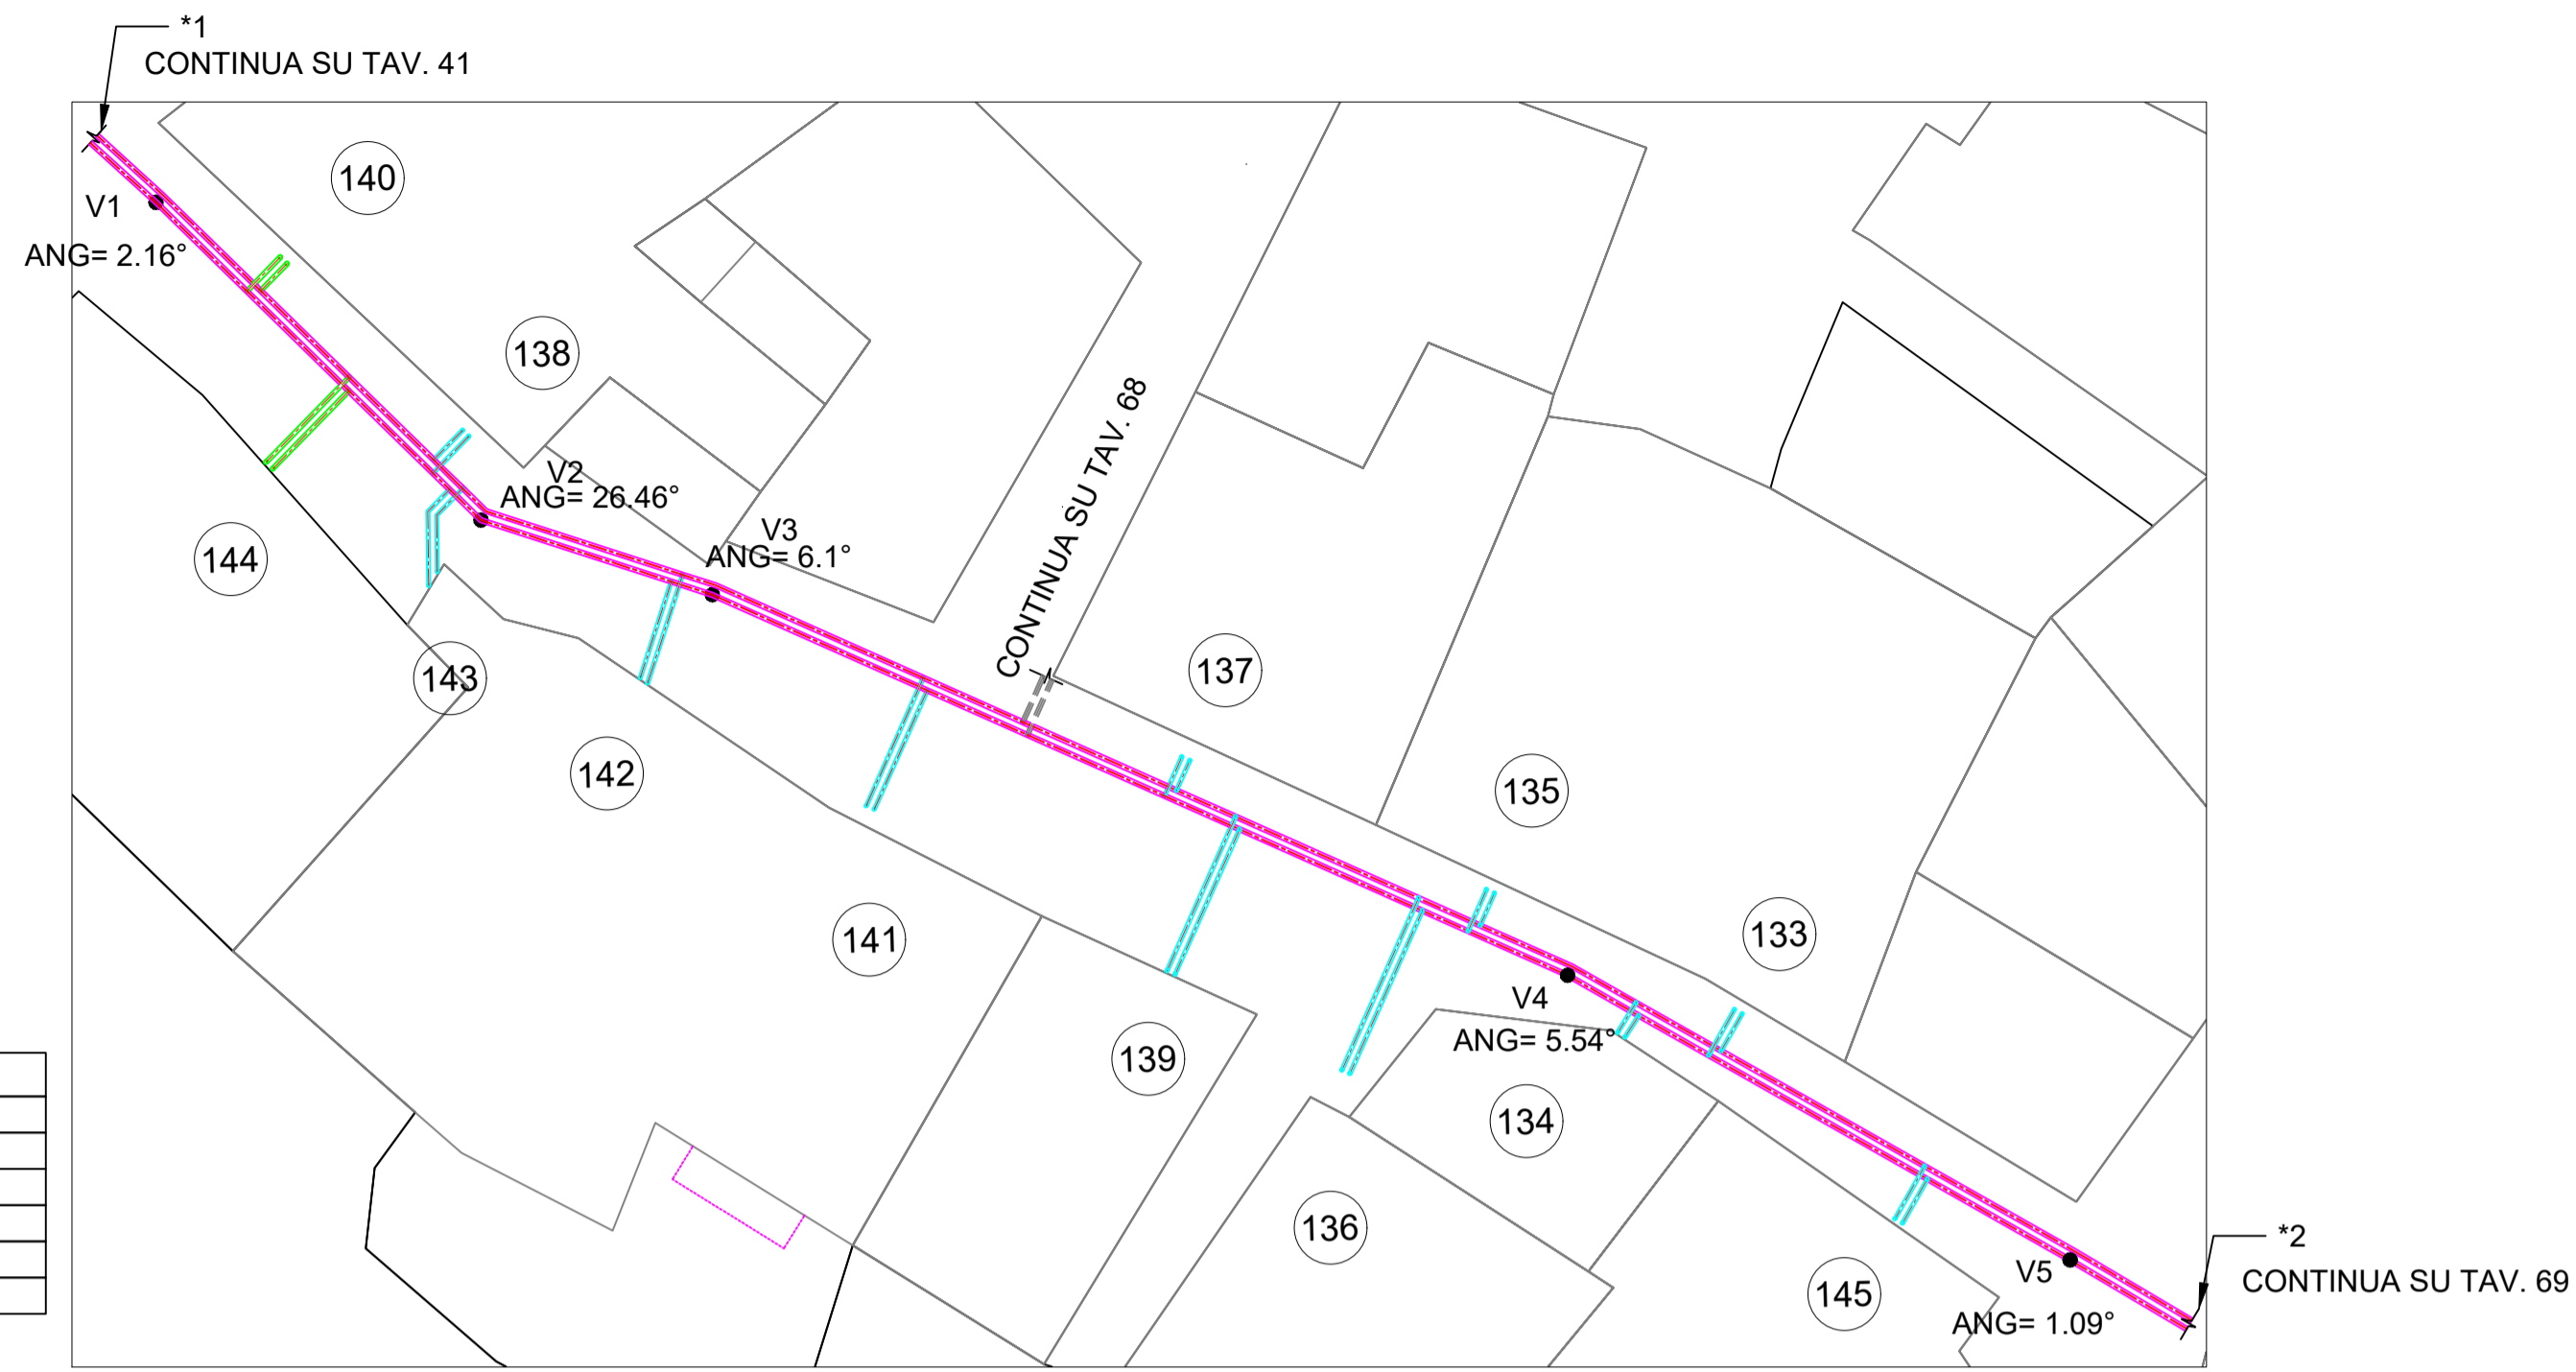 *1
CONTINUA SU TAV. 41
140
V1
ANG= 2.16°
138
V2
ANG= 26.46°
V3
ANG= 6.1°
CONTINUA SU TAV. 68
144
143
137
142
135
141
133
V4
ANG= 5.54°
139
134
136
*2
CONTINUA SU TAV. 69
V5
145
ANG= 1.09°